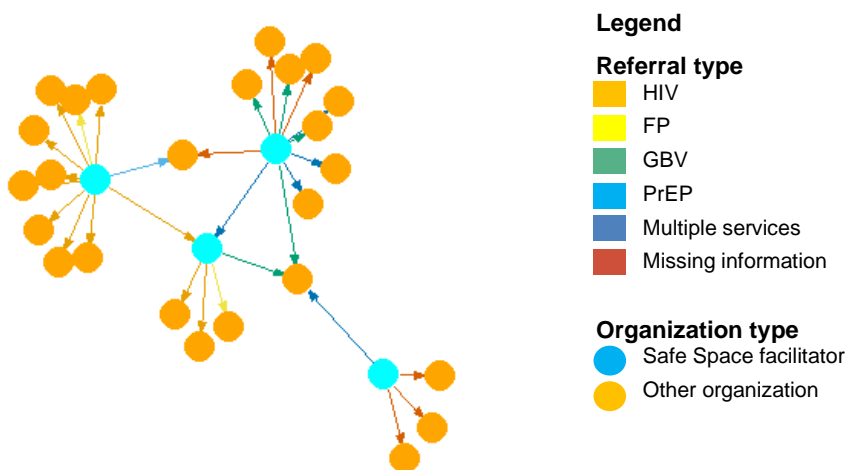 Legend
Referral type
HIV
FP
GBV
PrEP
Multiple services
Missing information
Organization type
Safe Space facilitator
Other organization